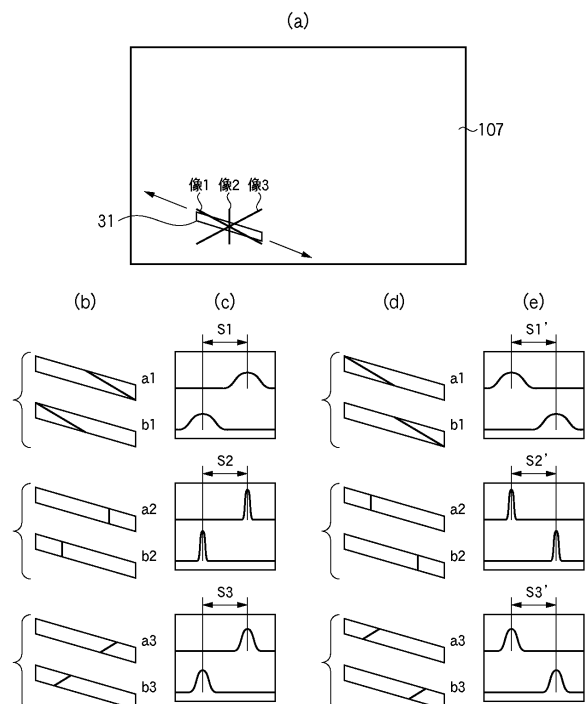 (a)
107
像1 像2 像3
31
(b) (c) (d) (e)
S1 S1'
a1 a1
b1 b1
S2 S2'
a2 a2
b2 b2
S3 S3'
a3 a3
b3 b3